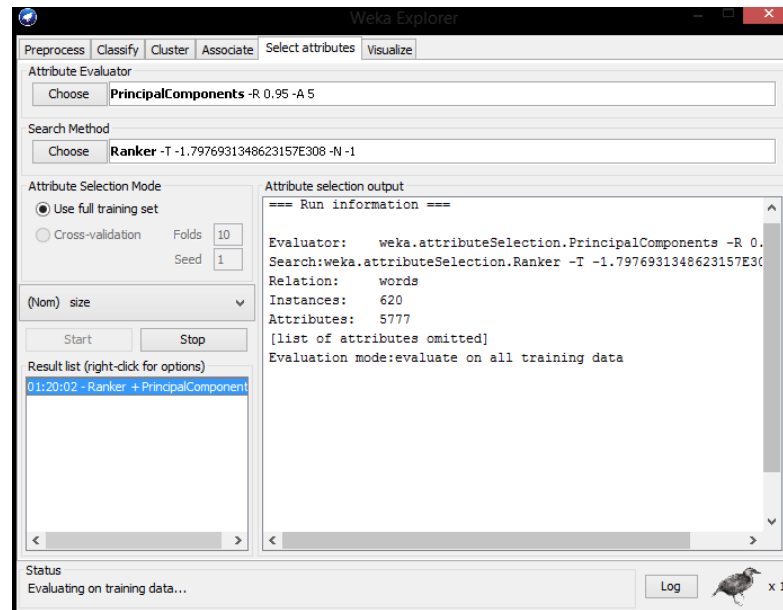 Weka Explorer
Preprocess Classify Cluster Associate Select attributes Visualize
Attribute Evaluator
Choose PrincipalComponents -R 0.95 -A 5
Search Method
Choose Ranker -T -1.7976931348623157E308 -N -1
Attribute Selection Mode
Use full training set
Cross-validation Folds 10
Seed 1
(Nom) size
Start Stop
Result list (right-click for options)
01:20:02 - Ranker + PrincipalComponent
Attribute selection output
=== Run information ===
Evaluator: weka.attributeSelection.PrincipalComponents -R 0.
Search:weka.attributeSelection.Ranker -T -1.7976931348623157E30
Relation: words
Instances: 620
Attributes: 5777
[list of attributes omitted]
Evaluation mode:evaluate on all training data
Status
Evaluating on training data...
Log x 1